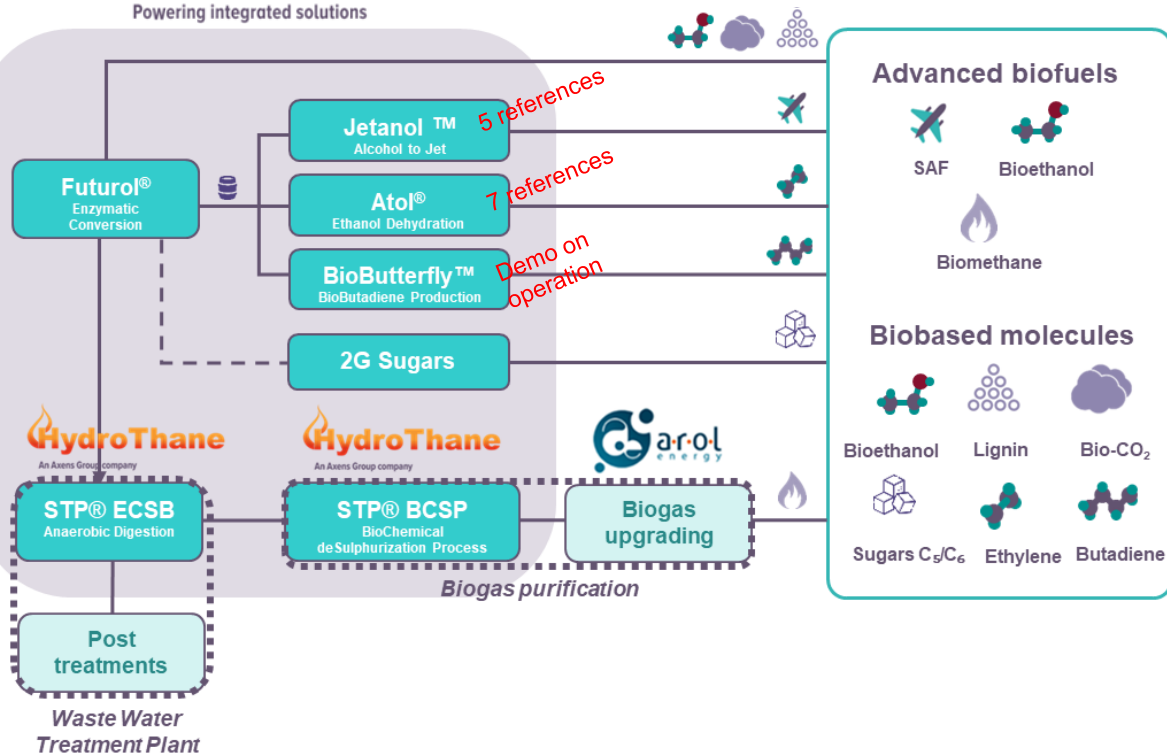 Powering integrated solutions
Jetanol ™
Alcohol to Jet
5 references
Futurol®
Enzymatic
Conversion
Atol®
Ethanol Dehydration
7 references
BioButterfly™
BioButadiene Production
Demo on
operation
2G Sugars
HydroThane
An Axens Group company
HydroThane
An Axens Group company
a·r·o·l
energy
STP® ECSB
Anaerobic Digestion
STP® BCSP
BioChemical
deSulphurization Process
Biogas
upgrading
Biogas purification
Post
treatments
Waste Water
Treatment Plant
Advanced biofuels
SAF
Bioethanol
Biomethane
Biobased molecules
Bioethanol
Lignin
Bio-CO₂
Sugars C₅/C₆
Ethylene
Butadiene